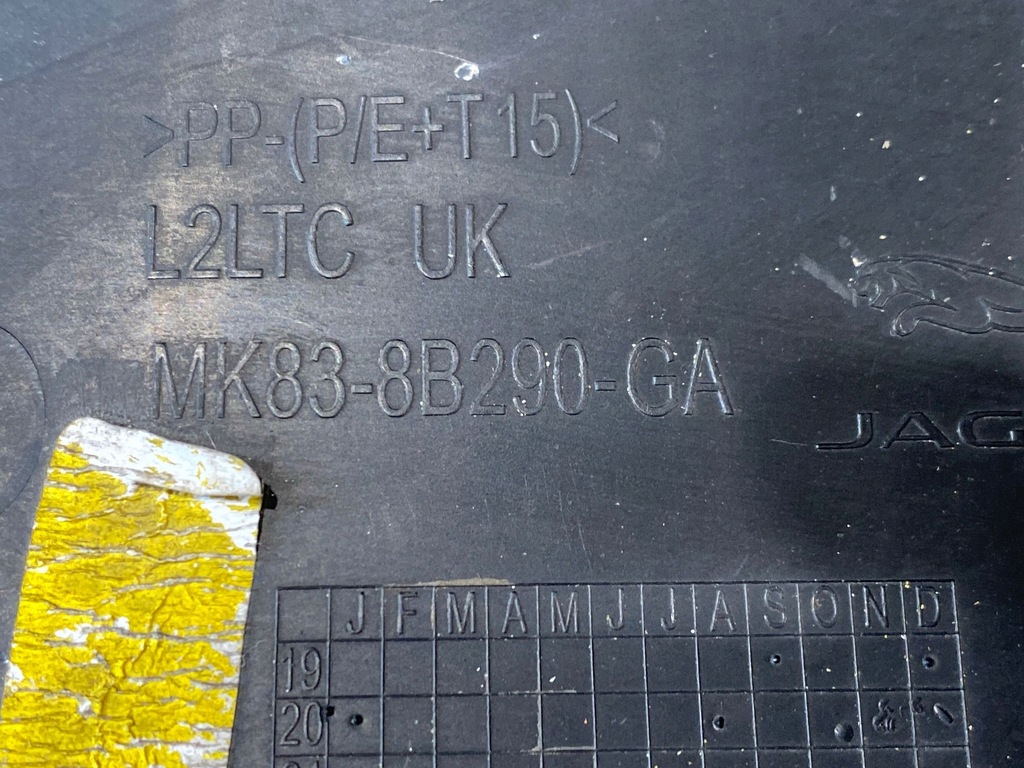 >PP-(P/E+T15)<
L2LTC UK
MK83-8B290-GA
JAG
J F M A M J J A S O N D
19
20